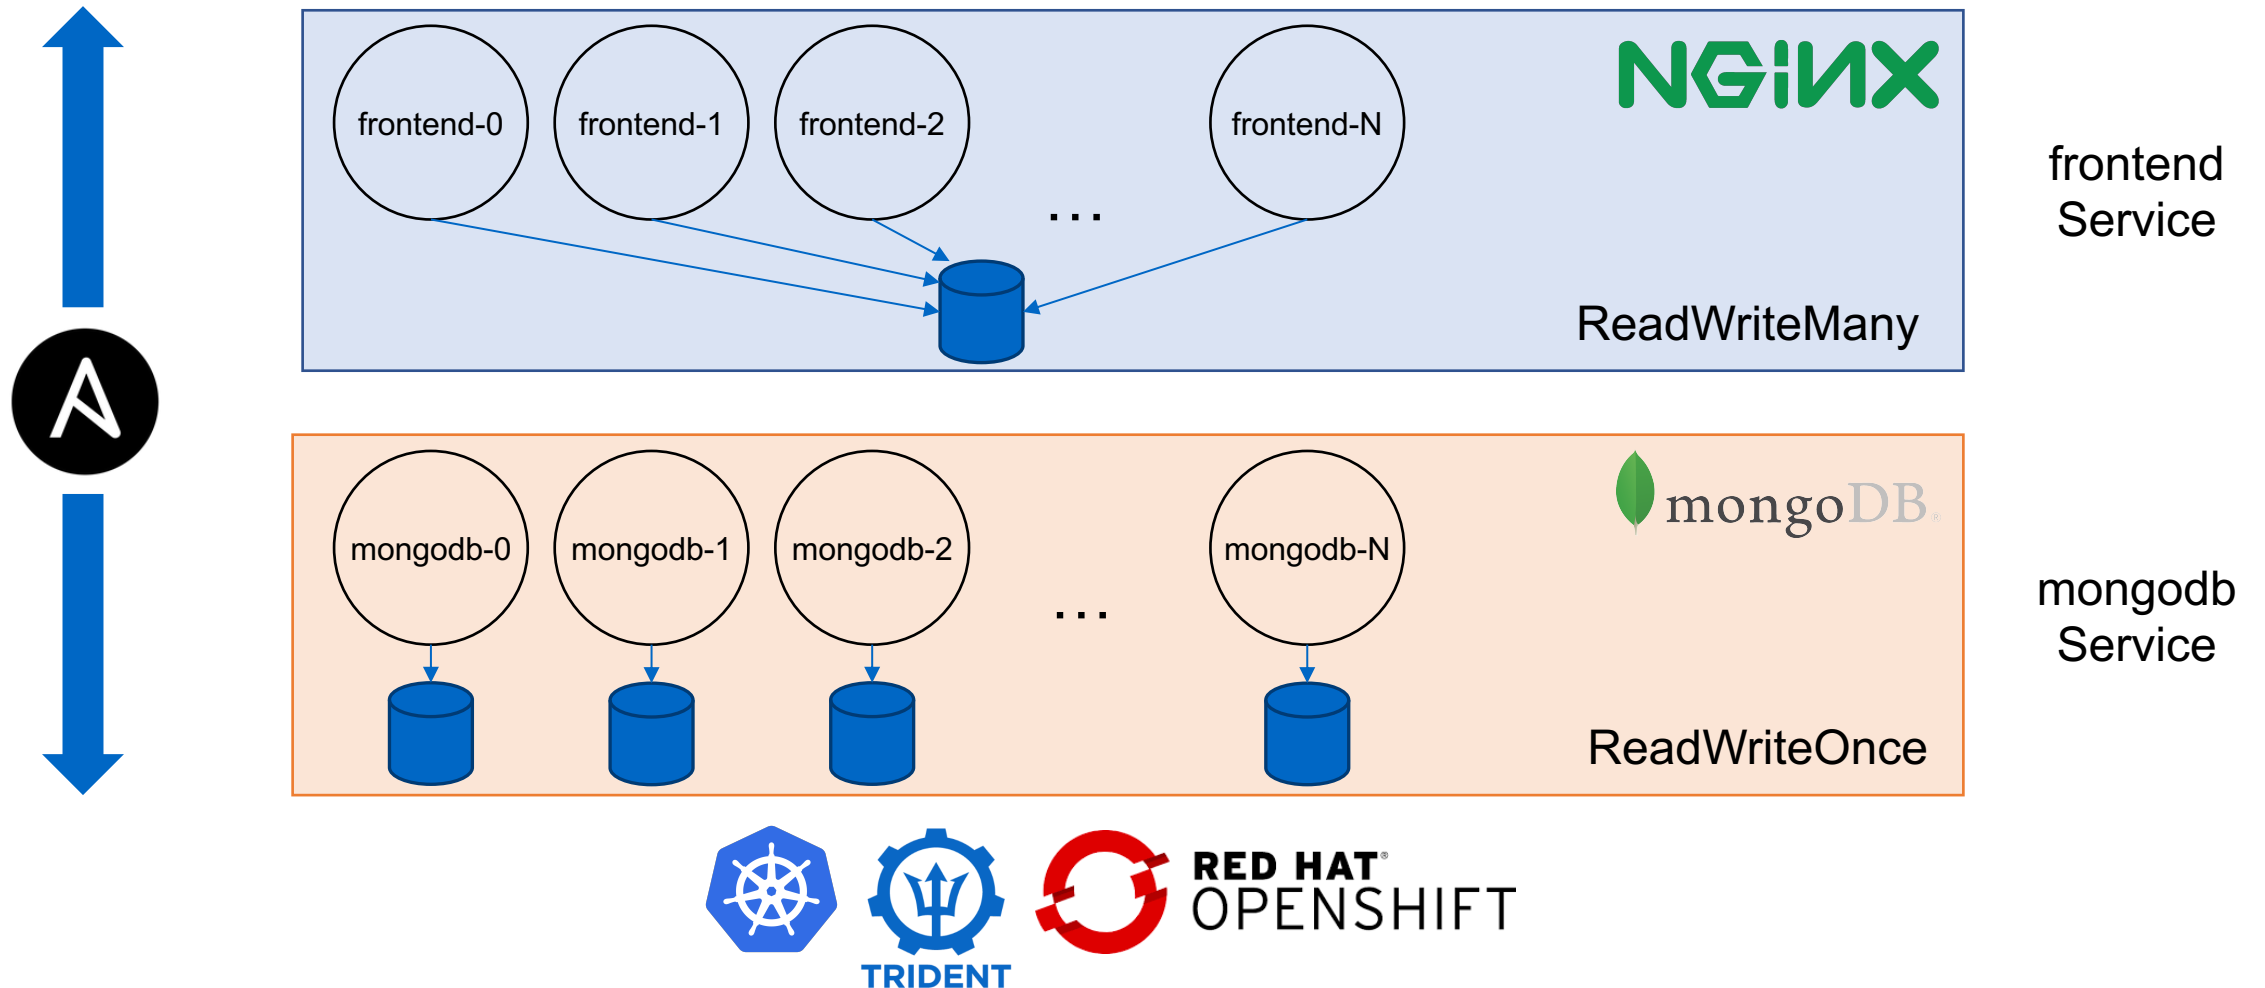 frontend-0
frontend-1
frontend-2
...
frontend-N
NGiNX
frontend
Service
ReadWriteMany
mongodb-0
mongodb-1
mongodb-2
...
mongodb-N
mongoDB®
mongodb
Service
ReadWriteOnce
TRIDENT
RED HAT®
OPENSHIFT